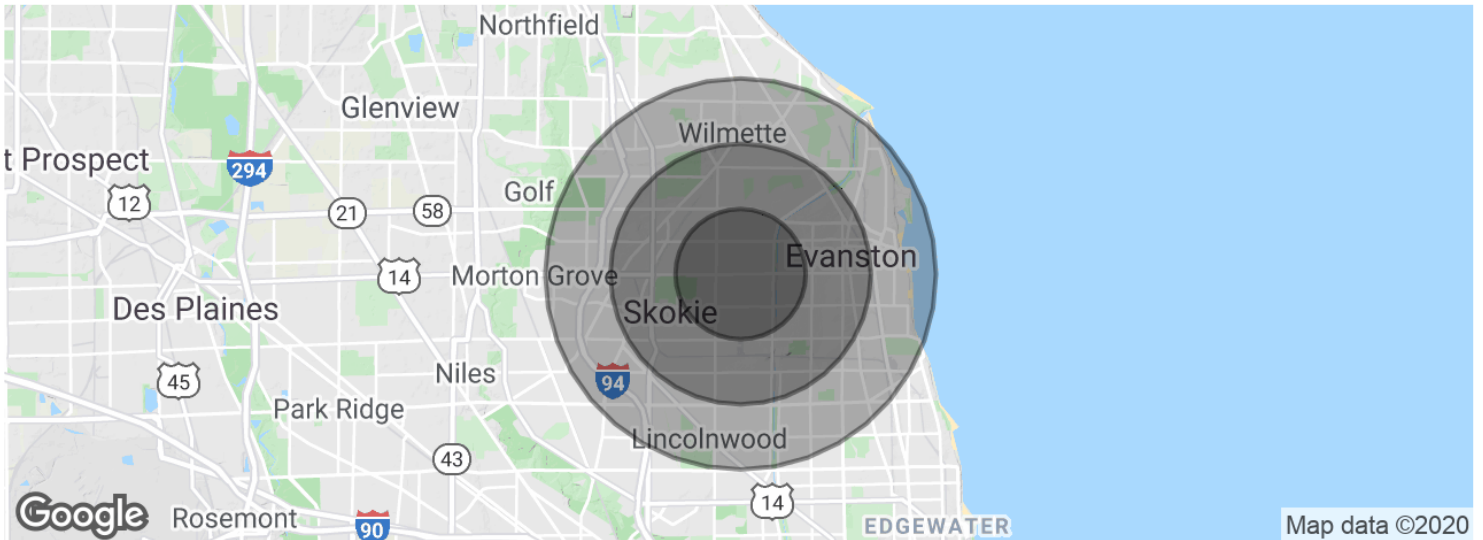 Northfield
Glenview
Wilmette
t Prospect
294
Golf
12
21
58
Evanston
14
Morton Grove
Des Plaines
Skokie
45
Niles
94
Park Ridge
Lincolnwood
43
14
Google
Rosemont
90
EDGEWATER
Map data ©2020